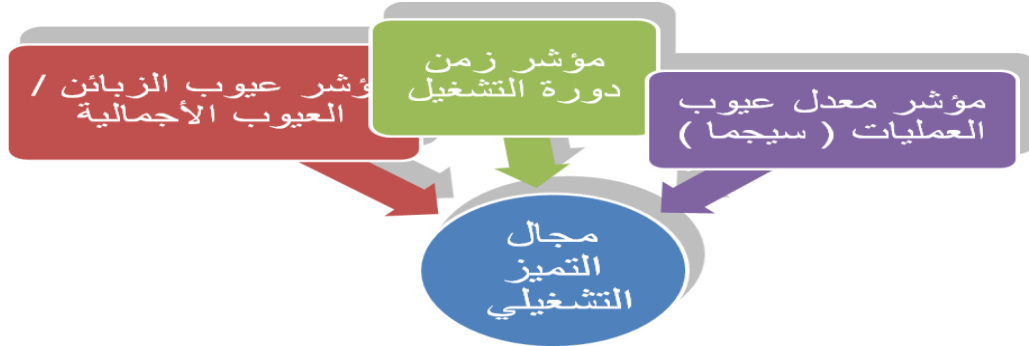 مؤشر معدل عيوب
العمليات ( سيجما )
مؤشر زمن
دورة التشغيل
ؤشر عيوب الزبائن /
العيوب الأجمالية
مجال
التميز
التشغيلي